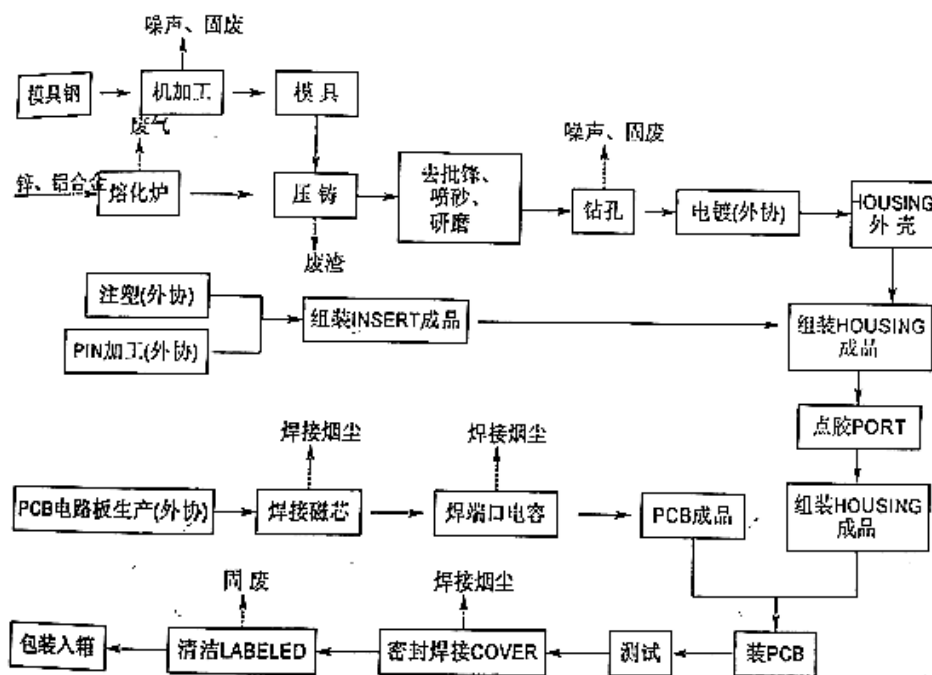 噪声、固废
模具钢
机加工
模 具
废气
噪声、固废
锌、铝合金
熔化炉
压 铸
去批锋、
喷砂、
研磨
钻孔
电镀(外协)
HOUSING
外 壳
废渣
注塑(外协)
组装INSERT成品
组装HOUSING
成品
PIN加工(外协)
点胶PORT
焊接烟尘
焊接烟尘
PCB电路板生产(外协)
焊接磁芯
焊端口电容
PCB成品
组装HOUSING
成品
固 废
焊接烟尘
包装入箱
清洁LABELED
密封焊接COVER
测试
装PCB